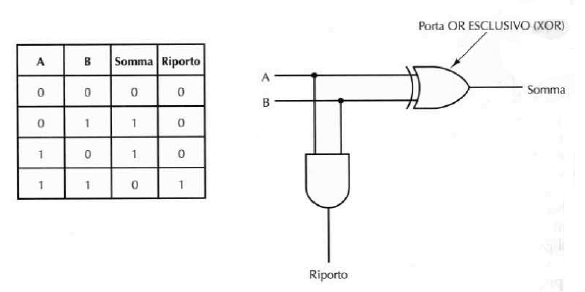 Porta OR ESCLUSIVO (XOR)
A B Somma Riporto
0 0 0 0
0 1 1 0
1 0 1 0
1 1 0 1
A
B
Somma
Riporto